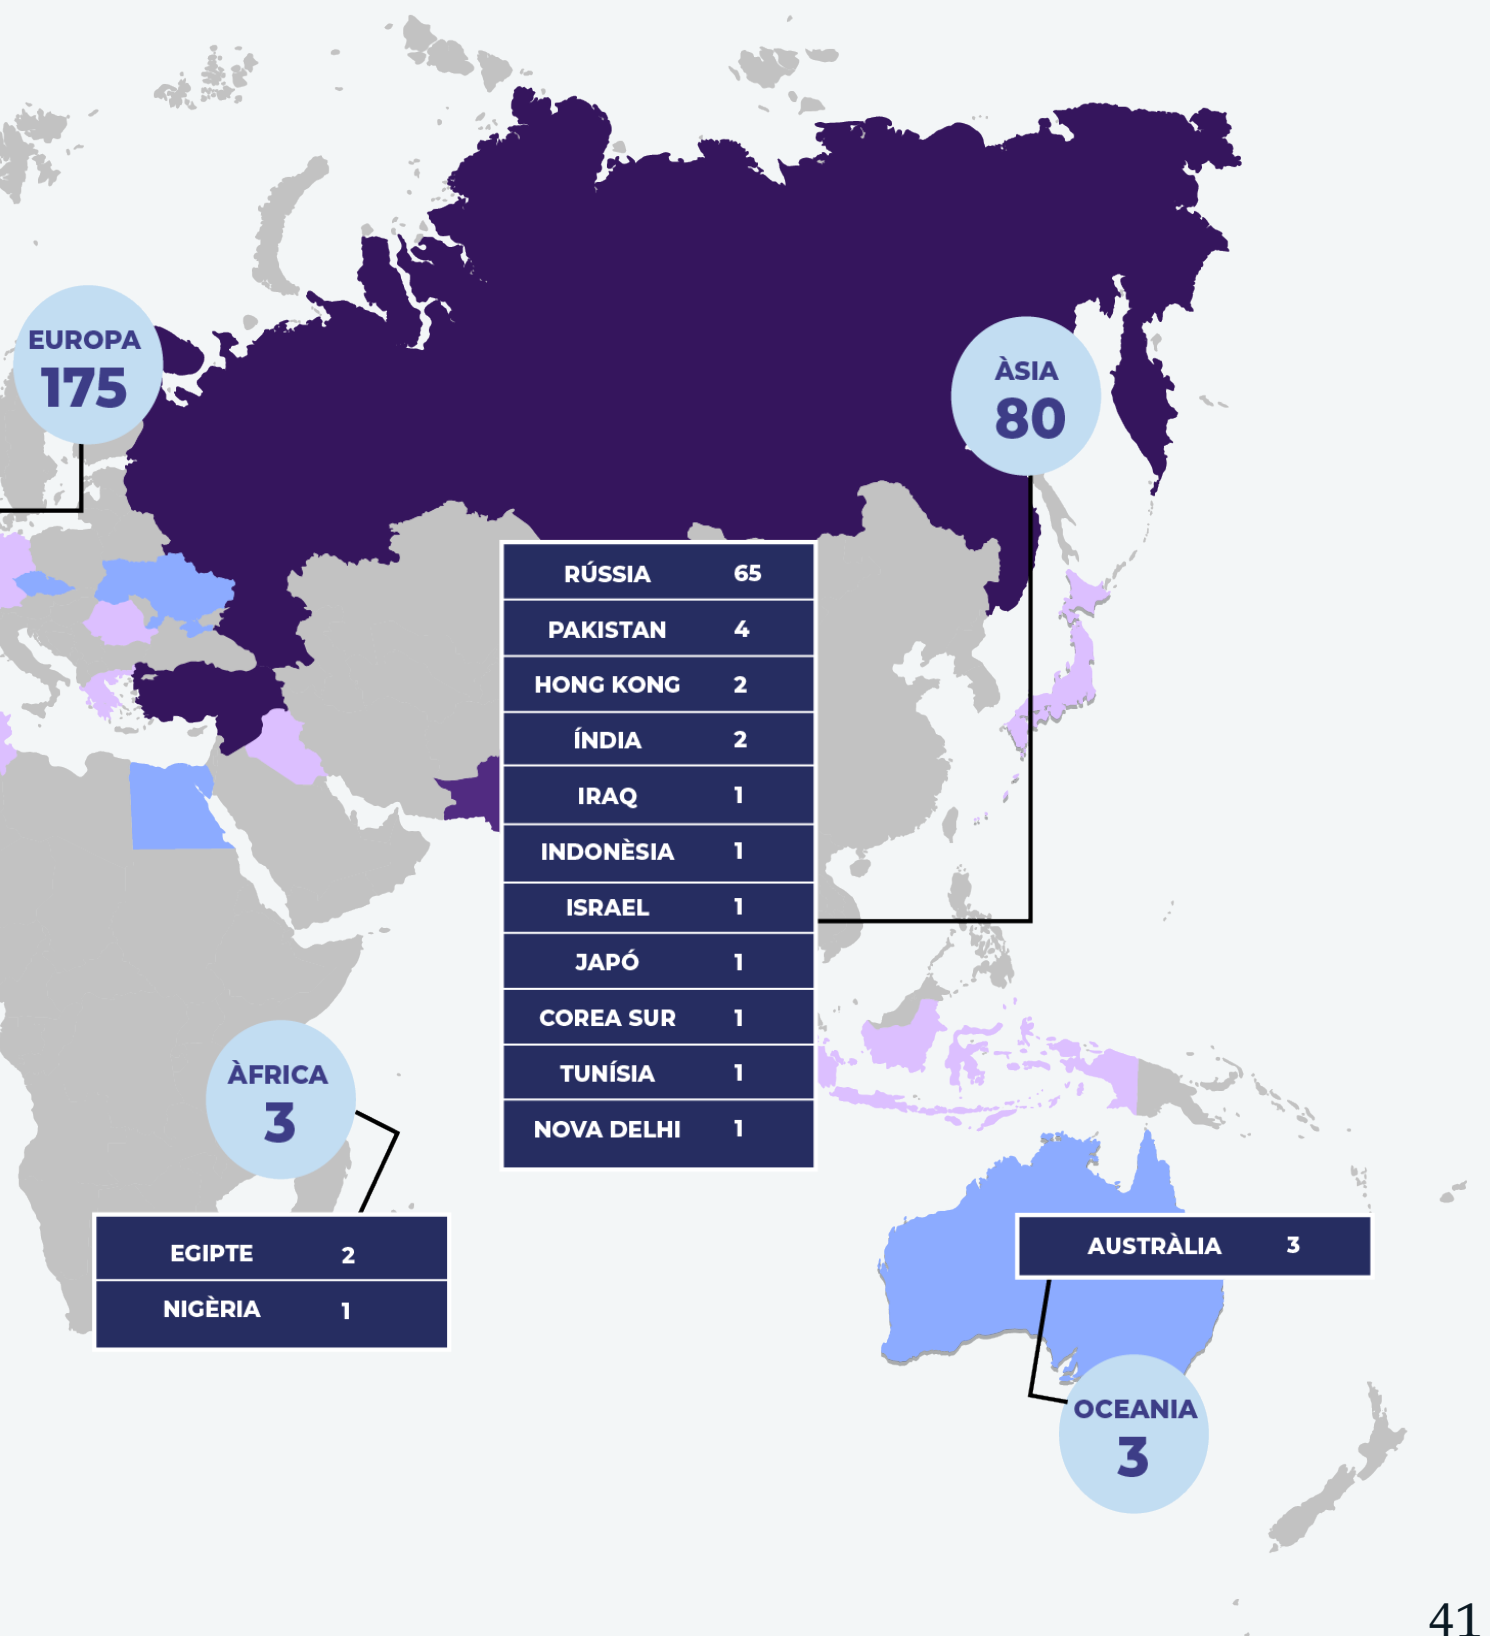 EUROPA
175
ÀSIA
80
RÚSSIA 65
PAKISTAN 4
HONG KONG 2
ÍNDIA 2
IRAQ 1
INDONÈSIA 1
ISRAEL 1
JAPÓ 1
COREA SUR 1
TUNÍSIA 1
NOVA DELHI 1
ÀFRICA
3
EGIPTE 2
NIGÈRIA 1
AUSTRÀLIA 3
OCEANIA
3
41